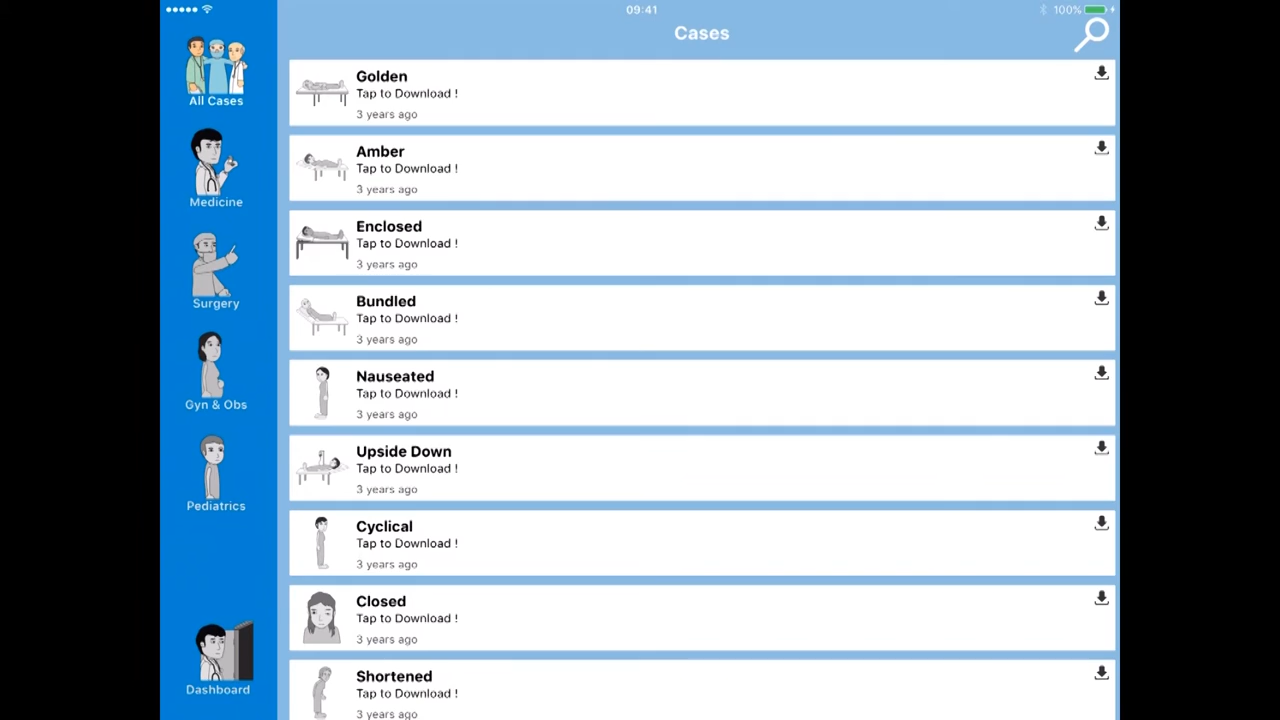 09:41
100%
Cases
All Cases
Medicine
Surgery
Gyn & Obs
Pediatrics
Dashboard
Golden
Tap to Download !
3 years ago
Amber
Tap to Download !
3 years ago
Enclosed
Tap to Download !
3 years ago
Bundled
Tap to Download !
3 years ago
Nauseated
Tap to Download !
3 years ago
Upside Down
Tap to Download !
3 years ago
Cyclical
Tap to Download !
3 years ago
Closed
Tap to Download !
3 years ago
Shortened
Tap to Download !
3 years ago